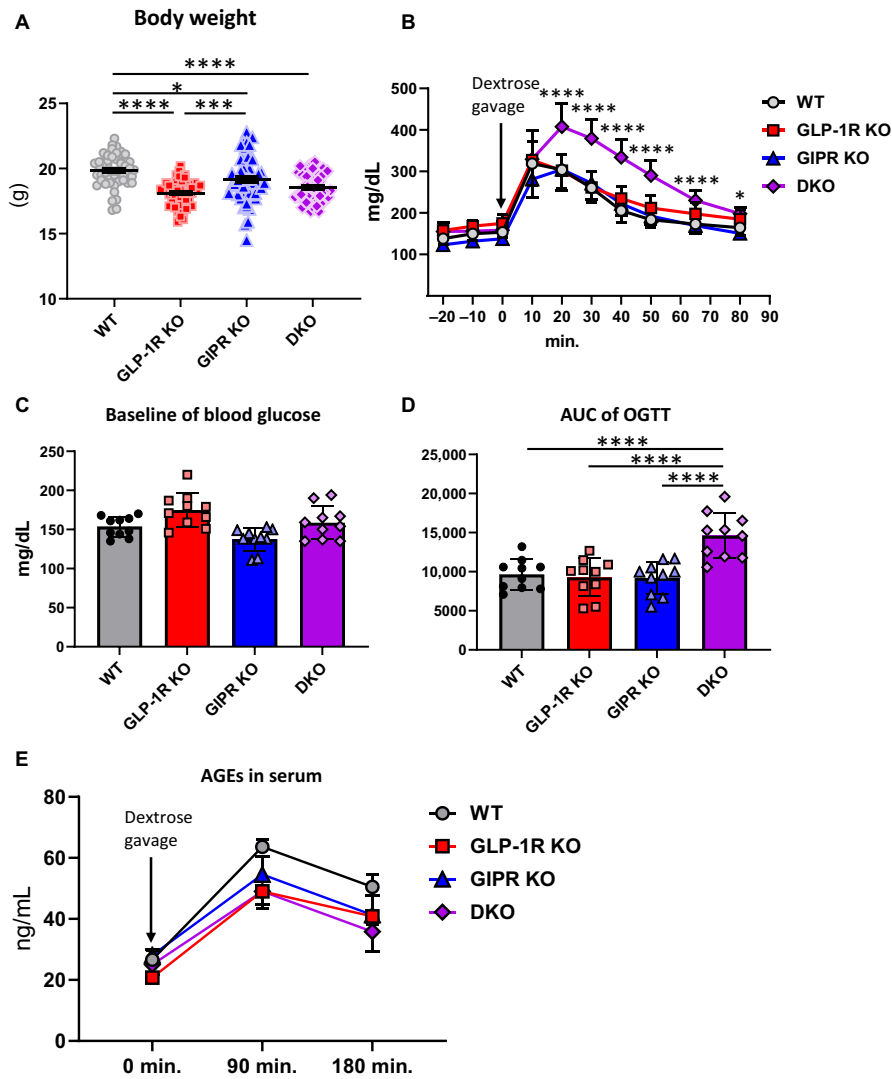 A
Body weight
****
*
**** ***
25
20
15
10
(g)
WT
GLP-1R KO
GIPR KO
DKO
B
Dextrose
gavage
****
****
****
****
****
*
500
400
300
200
100
mg/dL
–20 –10 0 10 20 30 40 50 60 70 80 90
min.
WT
GLP-1R KO
GIPR KO
DKO
C
Baseline of blood glucose
250
200
150
100
50
0
mg/dL
WT
GLP-1R KO
GIPR KO
DKO
D
AUC of OGTT
****
****
****
25,000
20,000
15,000
10,000
5000
0
WT
GLP-1R KO
GIPR KO
DKO
E
AGEs in serum
Dextrose
gavage
80
60
40
20
0
ng/mL
0 min. 90 min. 180 min.
WT
GLP-1R KO
GIPR KO
DKO